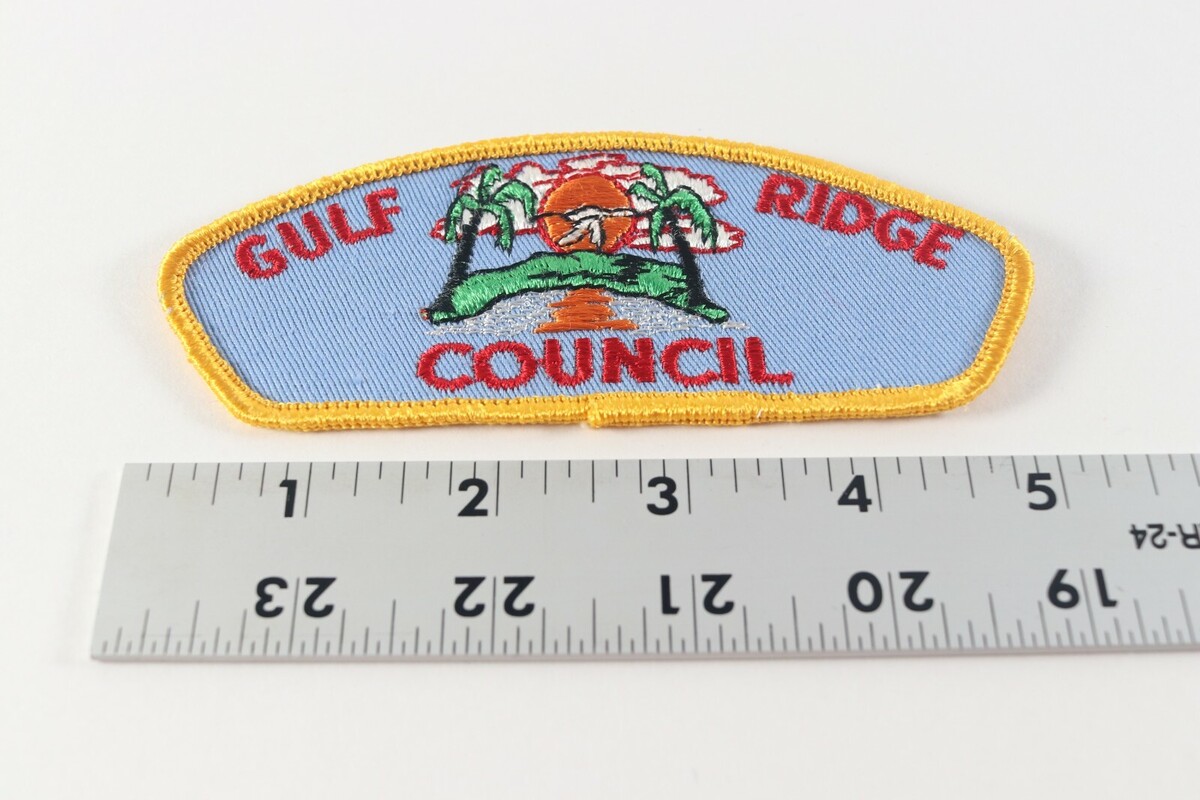 GULF RIDGE
COUNCIL
1 2 3 4 5
R-24
23 22 21 20 19